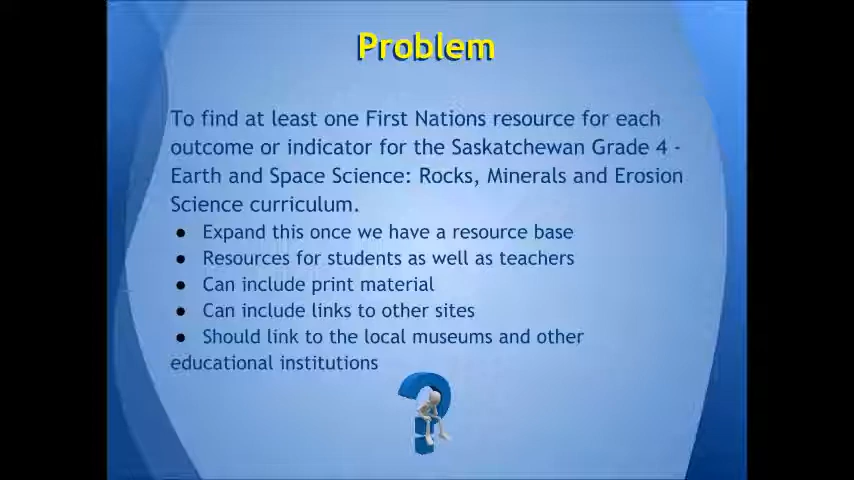 Problem
To find at least one First Nations resource for each
outcome or indicator for the Saskatchewan Grade 4 -
Earth and Space Science: Rocks, Minerals and Erosion
Science curriculum.
● Expand this once we have a resource base
● Resources for students as well as teachers
● Can include print material
● Can include links to other sites
● Should link to the local museums and other
educational institutions